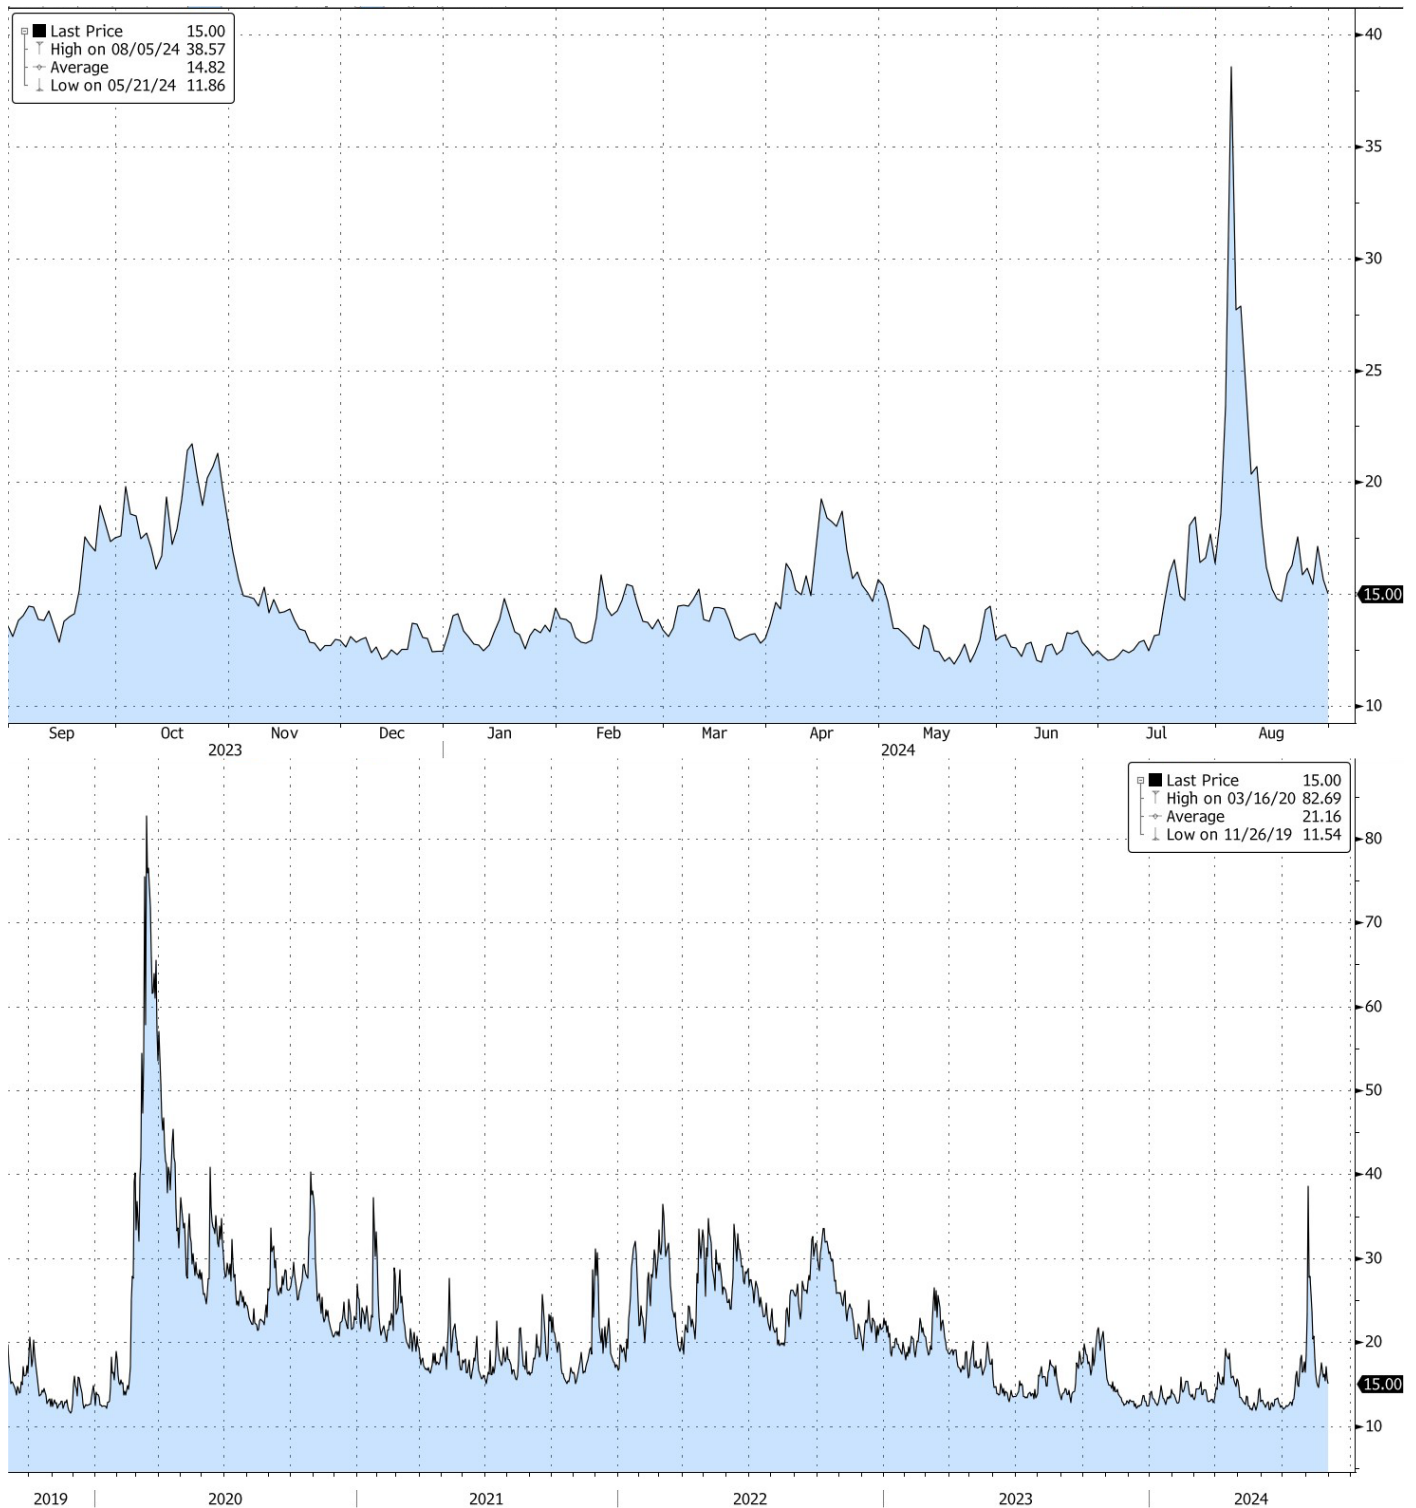 Last Price 15.00
High on 08/05/24 38.57
Average 14.82
Low on 05/21/24 11.86
40
35
30
25
20
15.00
10
Sep Oct Nov Dec Jan Feb Mar Apr May Jun Jul Aug
2023 2024
Last Price 15.00
High on 03/16/20 82.69
Average 21.16
Low on 11/26/19 11.54
80
70
60
50
40
30
20
15.00
10
2019 2020 2021 2022 2023 2024